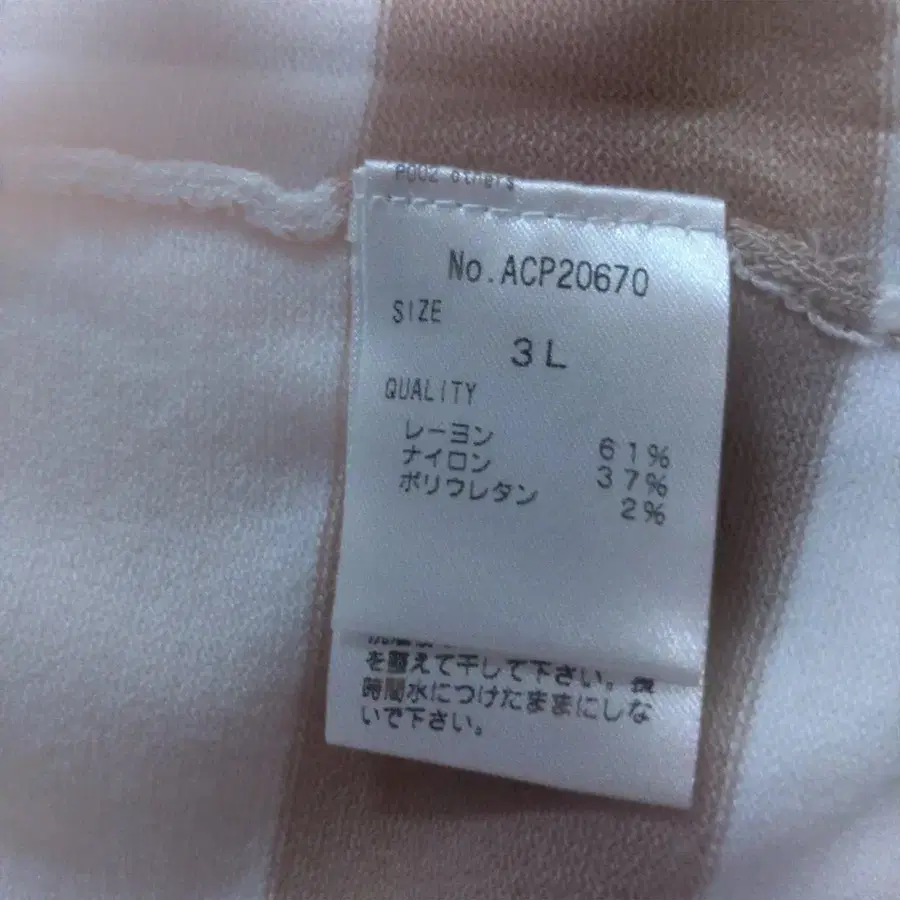 No.ACP20670
SIZE
3L
QUALITY
レーヨン 61%
ナイロン 37%
ポリウレタン 2%
を整えて干して下さい。長
時間水につけたままにしな
いで下さい。